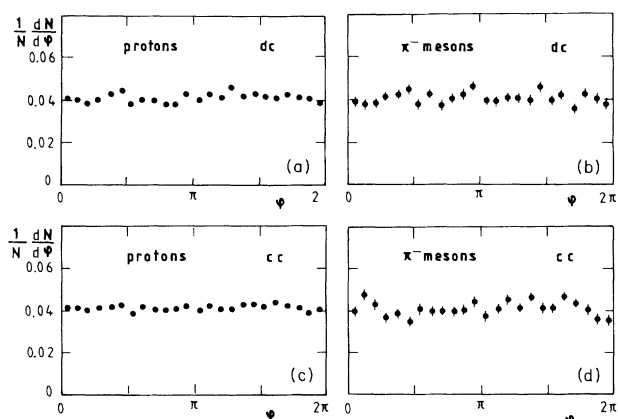 1/N dN/dφ
0.06
protons
dc
0.04
0.02
(a)
0
0
π
φ
2
π⁻ mesons
dc
(b)
0
π
φ
2π
1/N dN/dφ
0.06
protons
cc
0.04
0.02
(c)
0
0
π
φ
2π
π⁻ mesons
cc
(d)
0
π
2π
φ